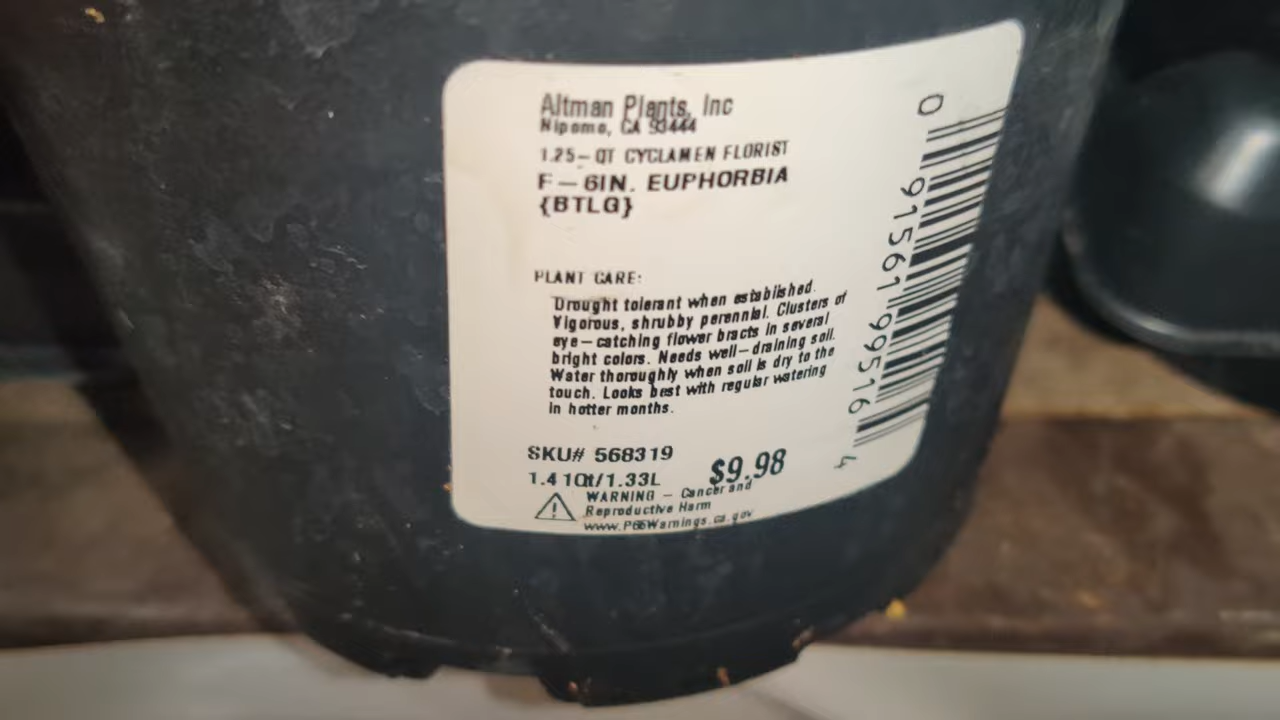 Altman Plants, Inc
Nipomo, CA 93444
1.25-QT CYCLAMEN FLORIST
F-6IN. EUPHORBIA
{BTLG}
PLANT CARE:
Drought tolerant when established.
Vigorous, shrubby perennial. Clusters of
eye-catching flower bracts in several
bright colors. Needs well-draining soil.
Water thoroughly when soil is dry to the
touch. Looks best with regular watering
in hotter months.
SKU# 568319
1.41Qt/1.33L
$9.98
WARNING - Cancer and
Reproductive Harm
www.P65Warnings.ca.gov
0 91561 99516 4